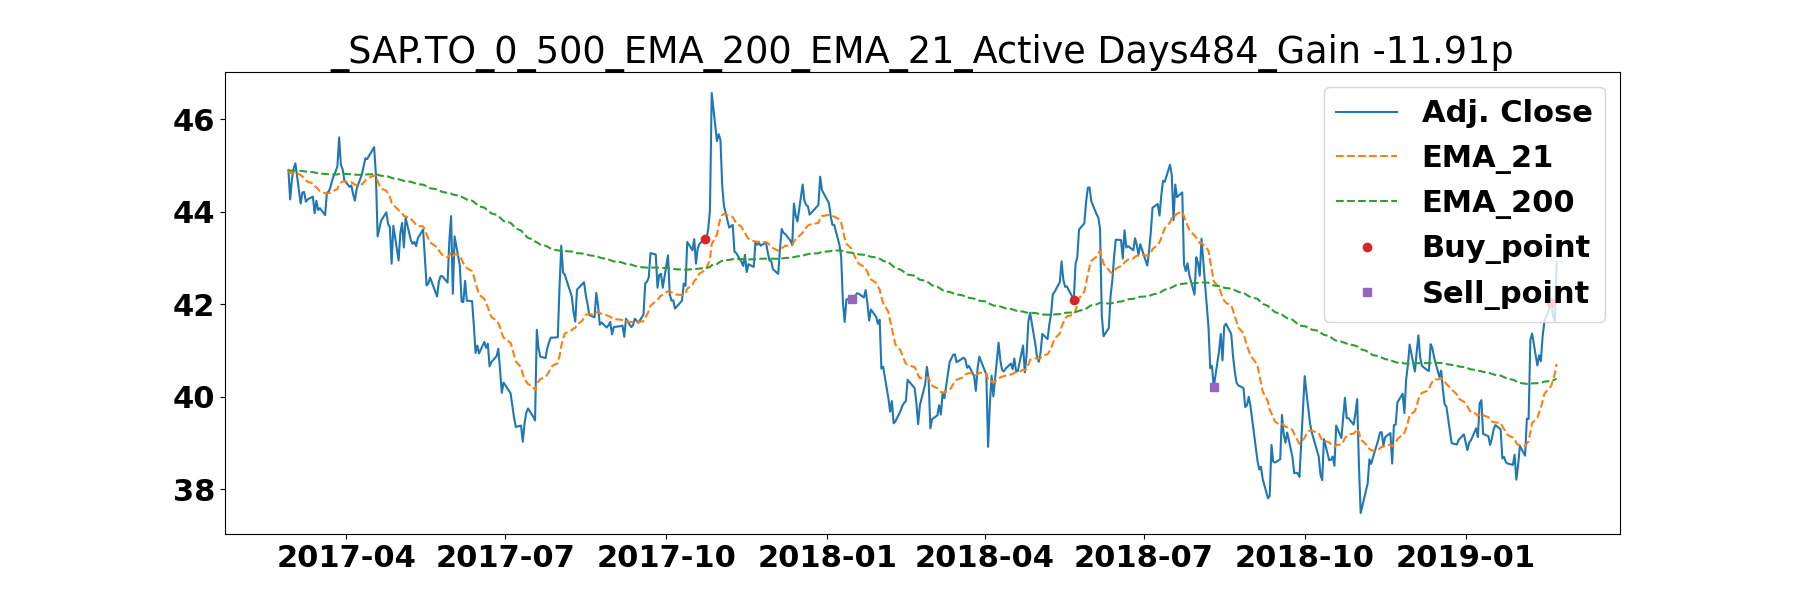 _SAP.TO_0_500_EMA_200_EMA_21_Active Days484_Gain -11.91p
46
44
42
40
38
Adj. Close
EMA_21
EMA_200
Buy_point
Sell_point
2017-04 2017-07 2017-10 2018-01 2018-04 2018-07 2018-10 2019-01